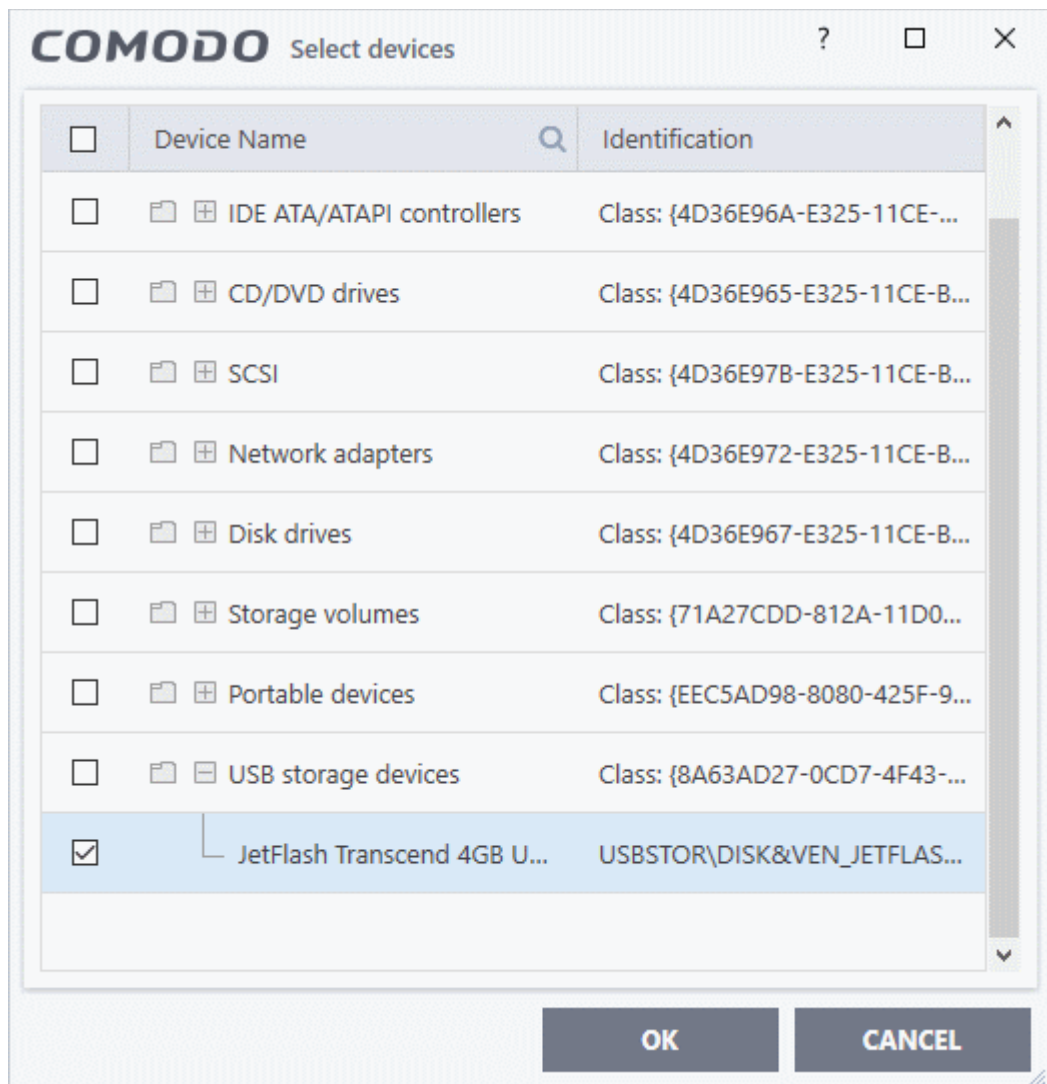 COMODO Select devices ?
Device Name Identification
IDE ATA/ATAPI controllers Class: {4D36E96A-E325-11CE-...
CD/DVD drives Class: {4D36E965-E325-11CE-B...
SCSI Class: {4D36E97B-E325-11CE-B...
Network adapters Class: {4D36E972-E325-11CE-B...
Disk drives Class: {4D36E967-E325-11CE-B...
Storage volumes Class: {71A27CDD-812A-11D0...
Portable devices Class: {EEC5AD98-8080-425F-9...
USB storage devices Class: {8A63AD27-0CD7-4F43-...
JetFlash Transcend 4GB U... USBSTOR\DISK&VEN_JETFLAS...
OK CANCEL